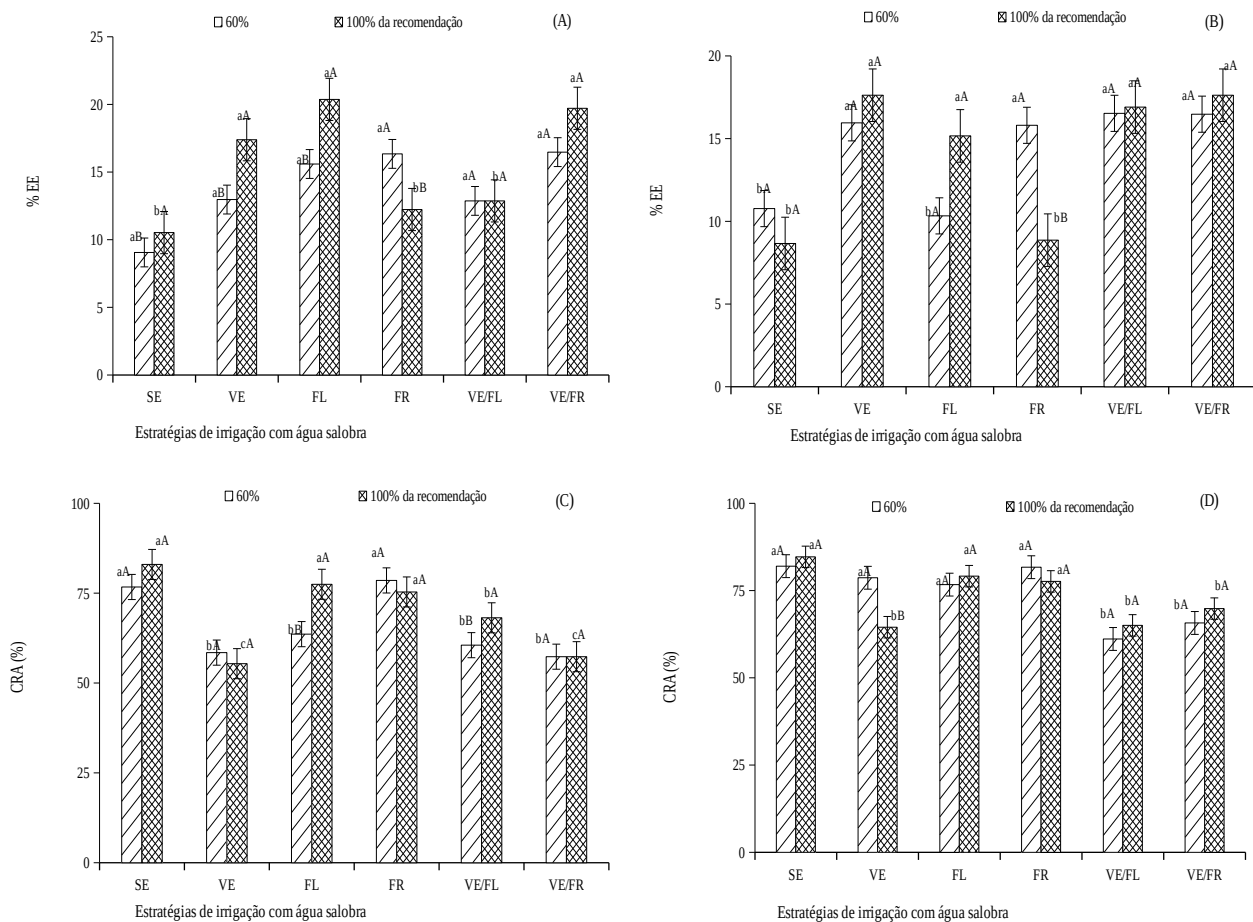 60% 100% da recomendação (A)
25
20
15
10
5
0
% EE
aB bA aB aA aB aA aA bB aA bA aA aA
SE VE FL FR VE/FL VE/FR
Estratégias de irrigação com água salobra
60% 100% da recomendação (B)
20
15
10
5
0
% EE
bA bA aA aA bA aA aA bB aA aA aA aA
SE VE FL FR VE/FL VE/FR
Estratégias de irrigação com água salobra
60% 100% da recomendação (C)
100
75
50
25
0
CRA (%)
aA aA bA cA bB aA aA aA bB bA bA cA
SE VE FL FR VE/FL VE/FR
Estratégias de irrigação com água salobra
60% 100% da recomendação (D)
100
75
50
25
0
CRA (%)
aA aA aA bB aA aA aA aA bA bA bA bA
SE VE FL FR VE/FL VE/FR
Estratégias de irrigação com água salobra